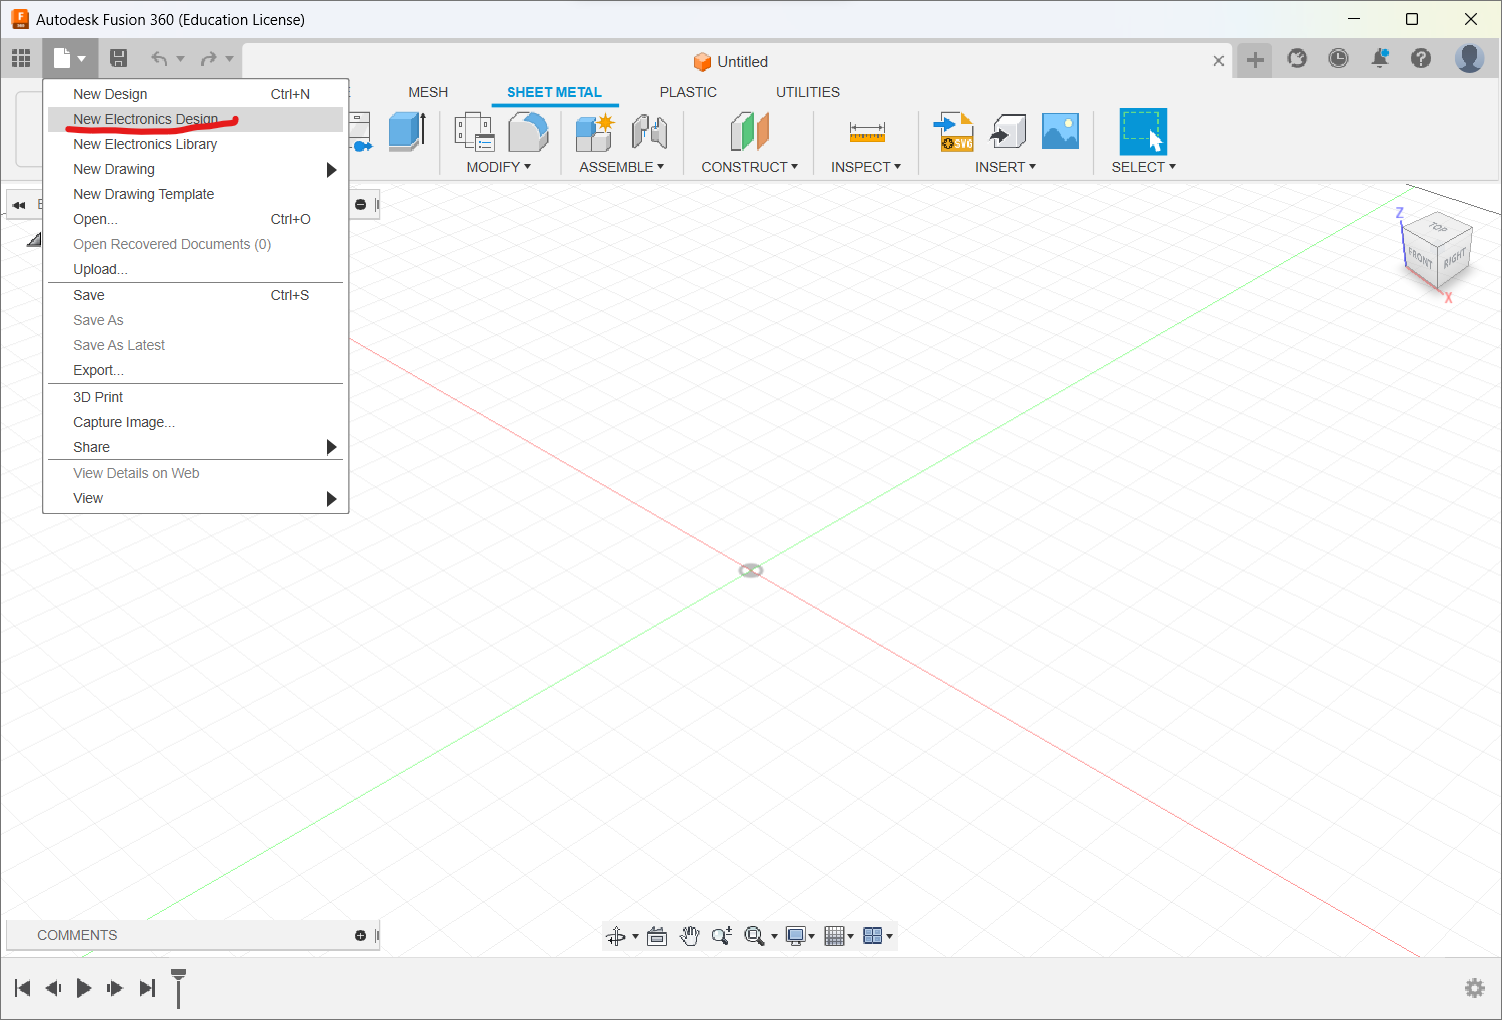 Autodesk Fusion 360 (Education License)
Untitled
MESH
SHEET METAL
PLASTIC
UTILITIES
MODIFY
ASSEMBLE
CONSTRUCT
INSPECT
INSERT
SVG
SELECT
New Design Ctrl+N
New Electronics Design
New Electronics Library
New Drawing
New Drawing Template
Open... Ctrl+O
Open Recovered Documents (0)
Upload...
Save Ctrl+S
Save As
Save As Latest
Export...
3D Print
Capture Image...
Share
View Details on Web
View
Z
TOP
FRONT
RIGHT
X
COMMENTS